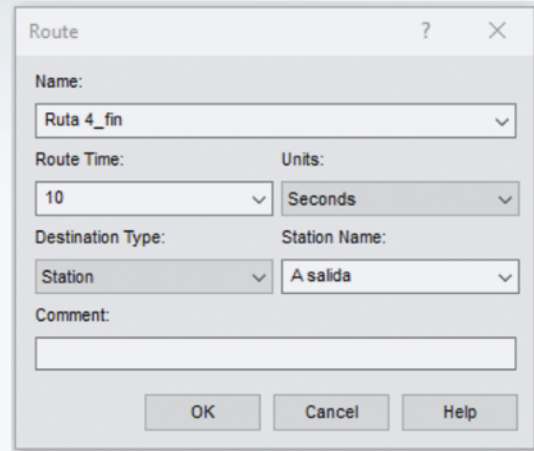 Route ?
Name:
Ruta 4_fin
Route Time: Units:
10 Seconds
Destination Type: Station Name:
Station A salida
Comment:
OK Cancel Help